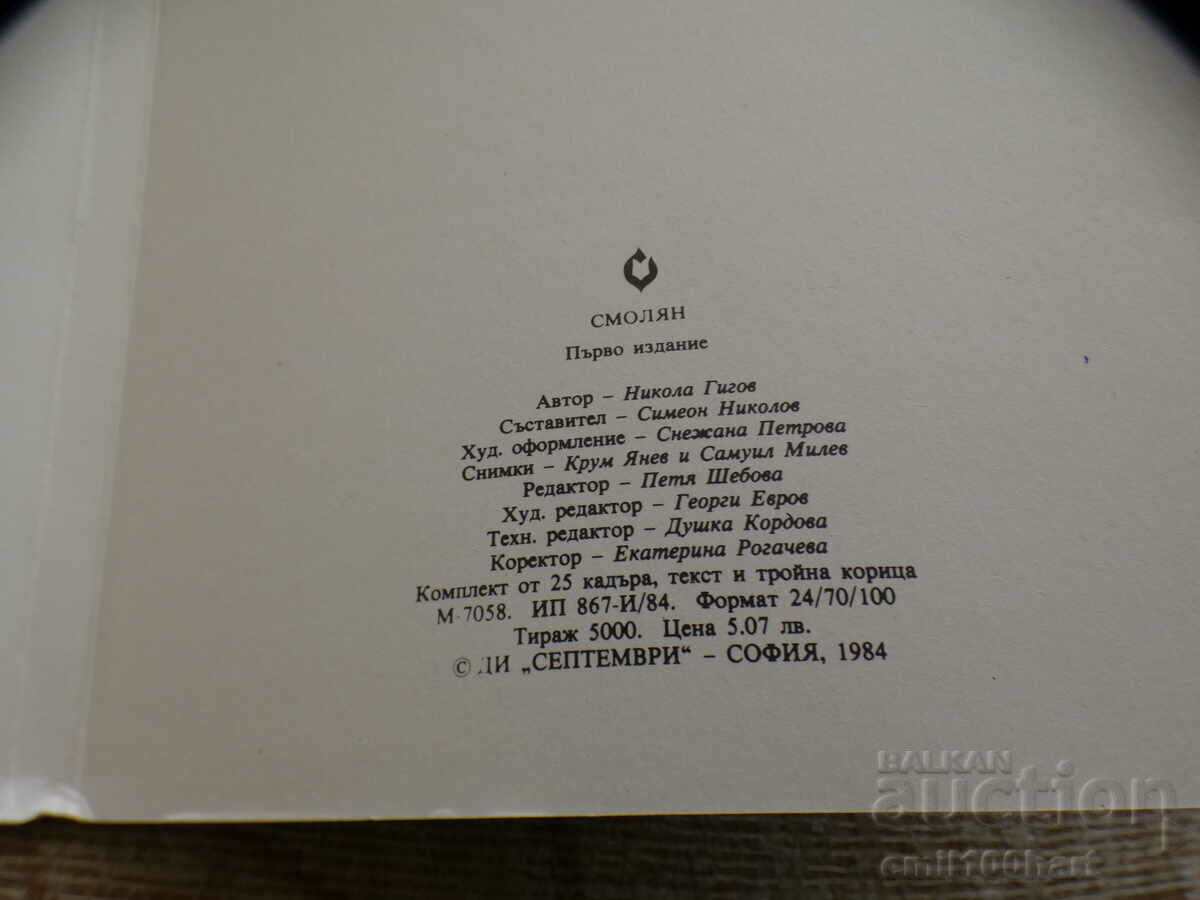 СМОЛЯН
Първо издание
Автор – Никола Гигов
Съставител – Симеон Николов
Худ. оформление – Снежана Петрова
Снимки – Крум Янев и Самуил Милев
Редактор – Петя Шебова
Худ. редактор – Георги Евров
Техн. редактор – Душка Кордова
Коректор – Екатерина Рогачева
Комплект от 25 кадъра, текст и тройна корица
М-7058. ИП 867-И/84. Формат 24/70/100
Тираж 5000. Цена 5.07 лв.
© ДИ „СЕПТЕМВРИ“ – СОФИЯ, 1984
BALKAN
auction
emil100hart